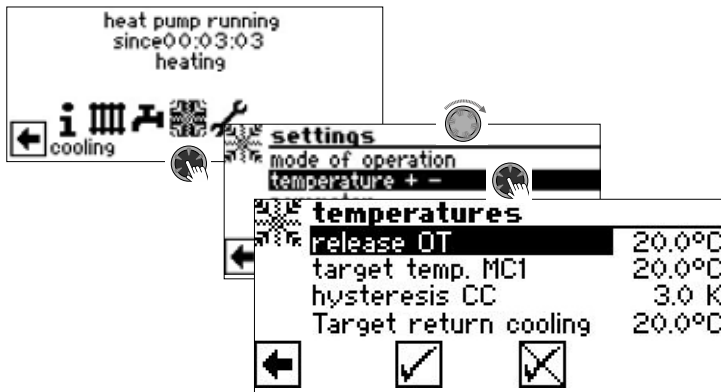 heat pump running
since00:03:03
heating
cooling
settings
mode of operation
temperature + -
temperatures
release OT 20.0°C
target temp. MC1 20.0°C
hysteresis CC 3.0 K
Target return cooling 20.0°C